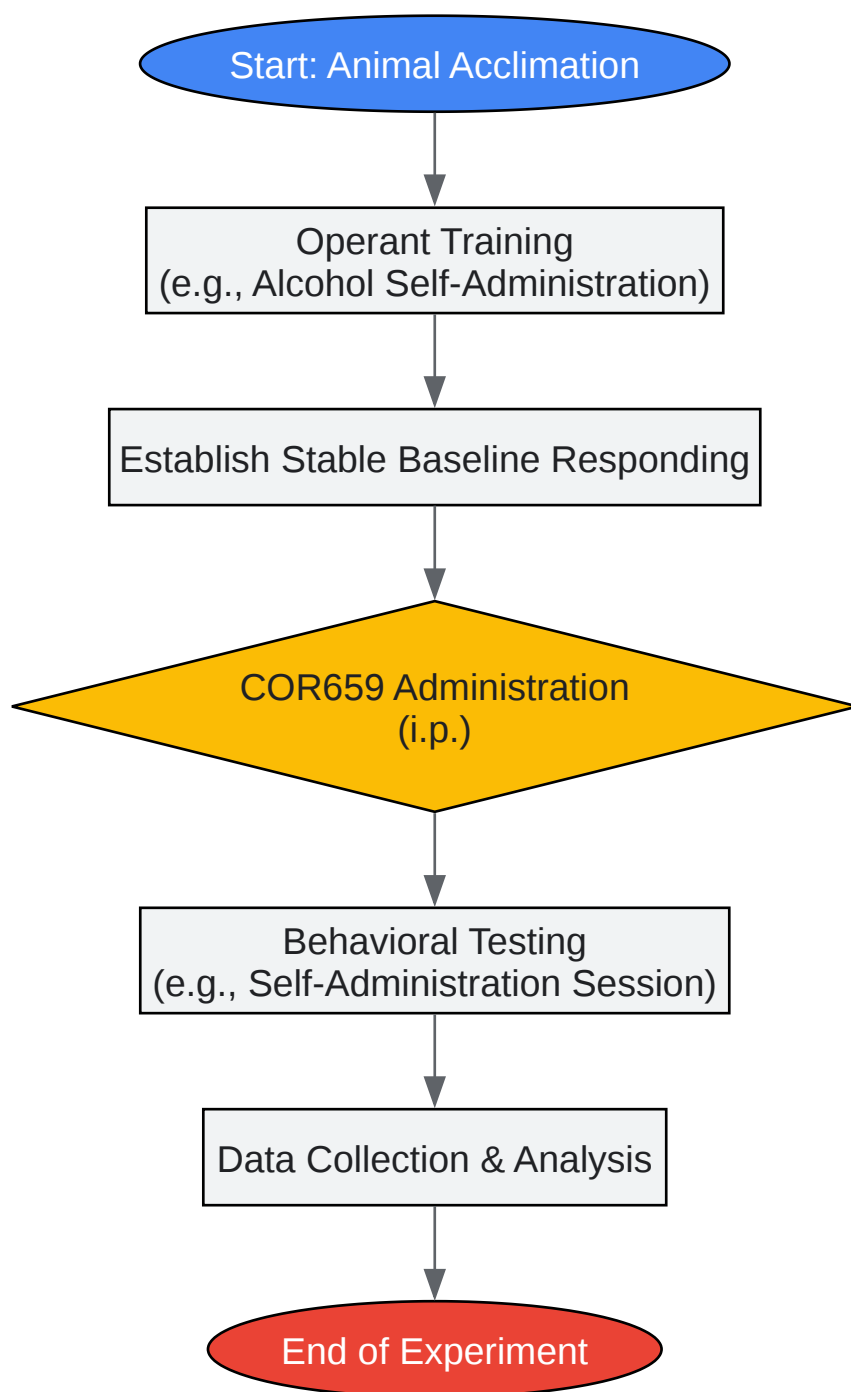 Start: Animal Acclimation
Operant Training
(e.g., Alcohol Self-Administration)
Establish Stable Baseline Responding
COR659 Administration
(i.p.)
Behavioral Testing
(e.g., Self-Administration Session)
Data Collection & Analysis
End of Experiment